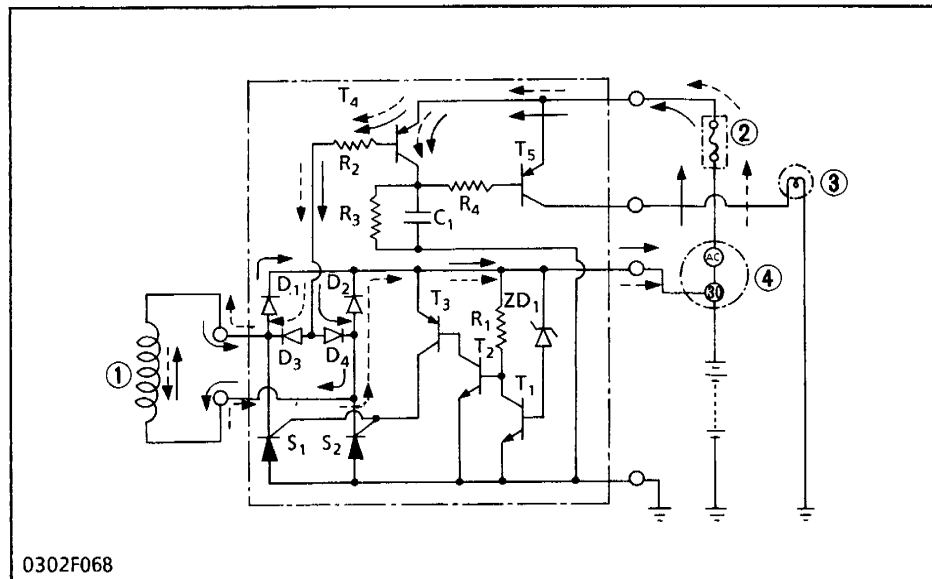 T4
②
R2
T5
③
R3
R4
C1
AC
④
D1
D2
ZD1
T3
30
R1
①
D3
D4
T2
T1
S1
S2
0302F068